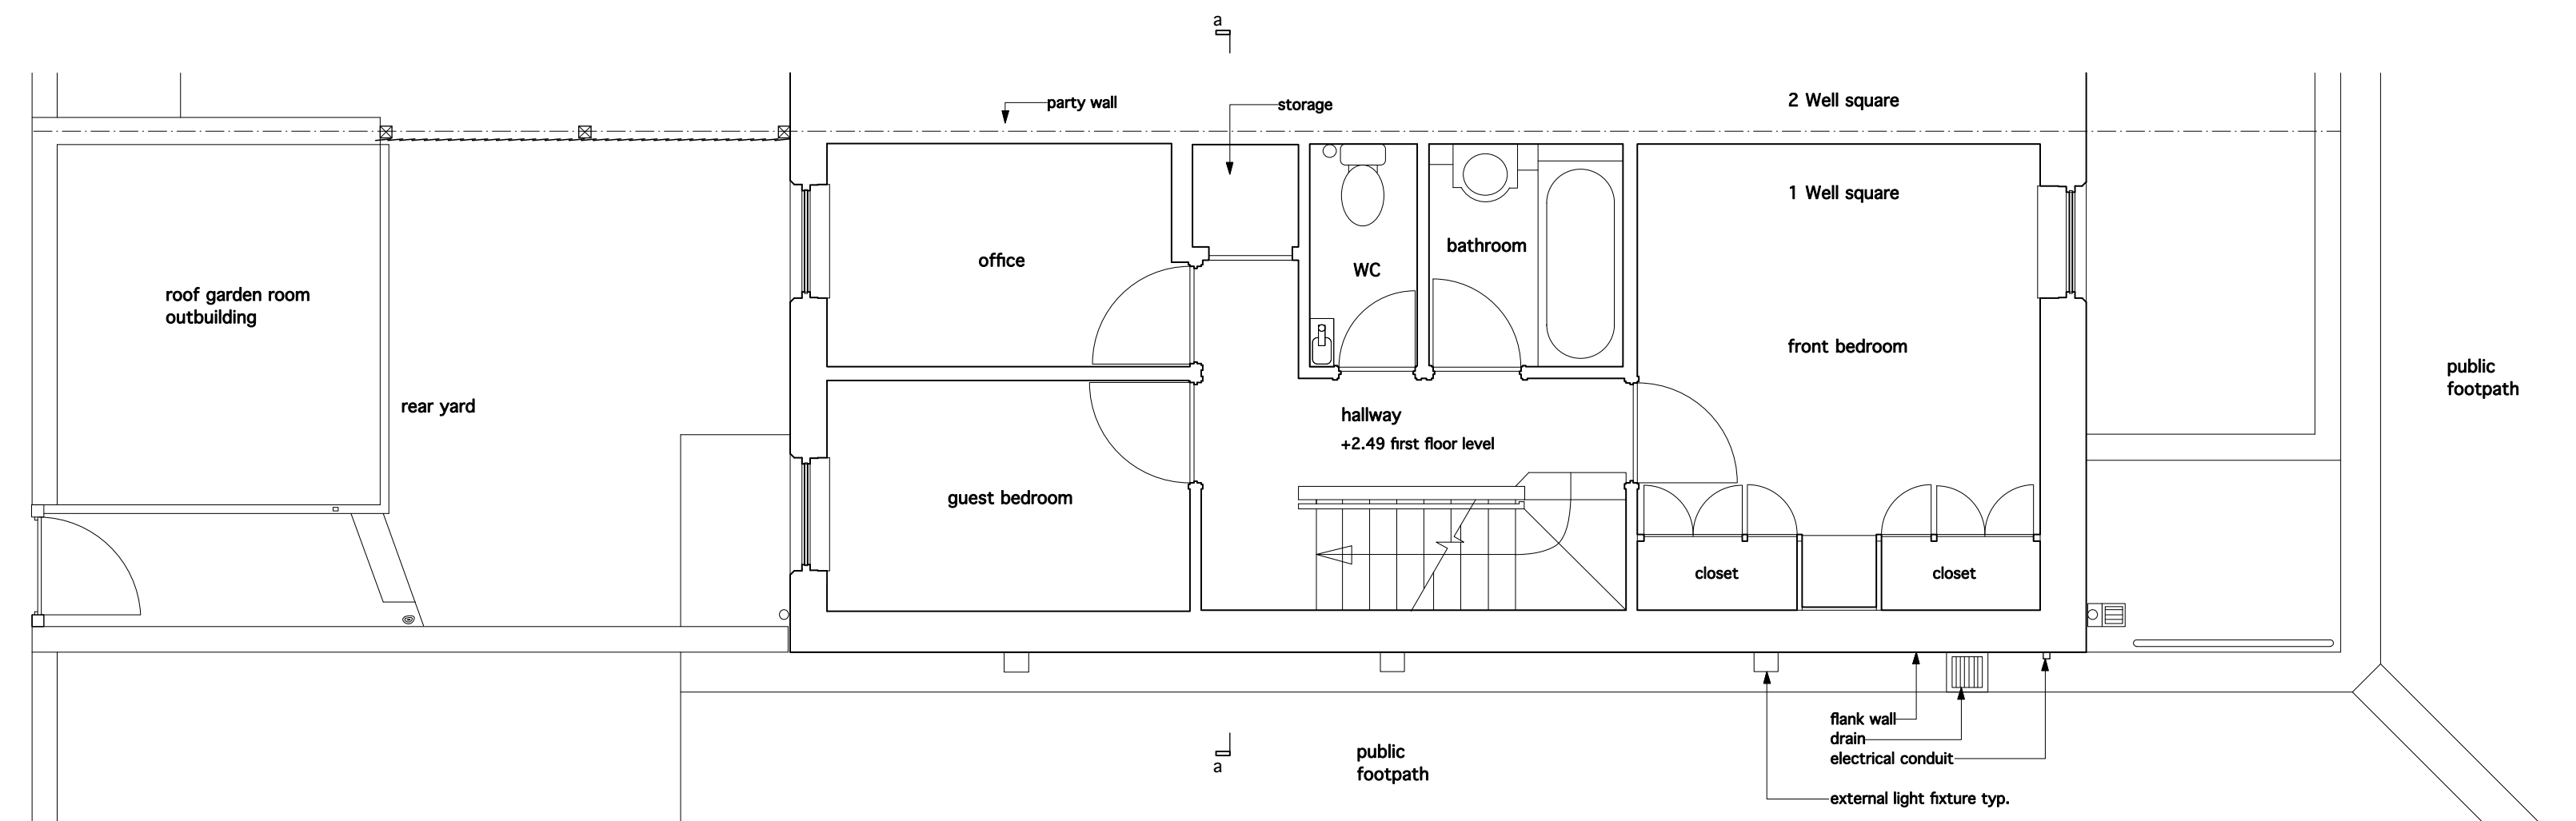 a
party wall
storage
2 Well square
1 Well square
office
WC
bathroom
roof garden room
outbuilding
front bedroom
public
footpath
rear yard
hallway
+2.49 first floor level
guest bedroom
closet
closet
flank wall
drain
electrical conduit
external light fixture typ.
a
public
footpath